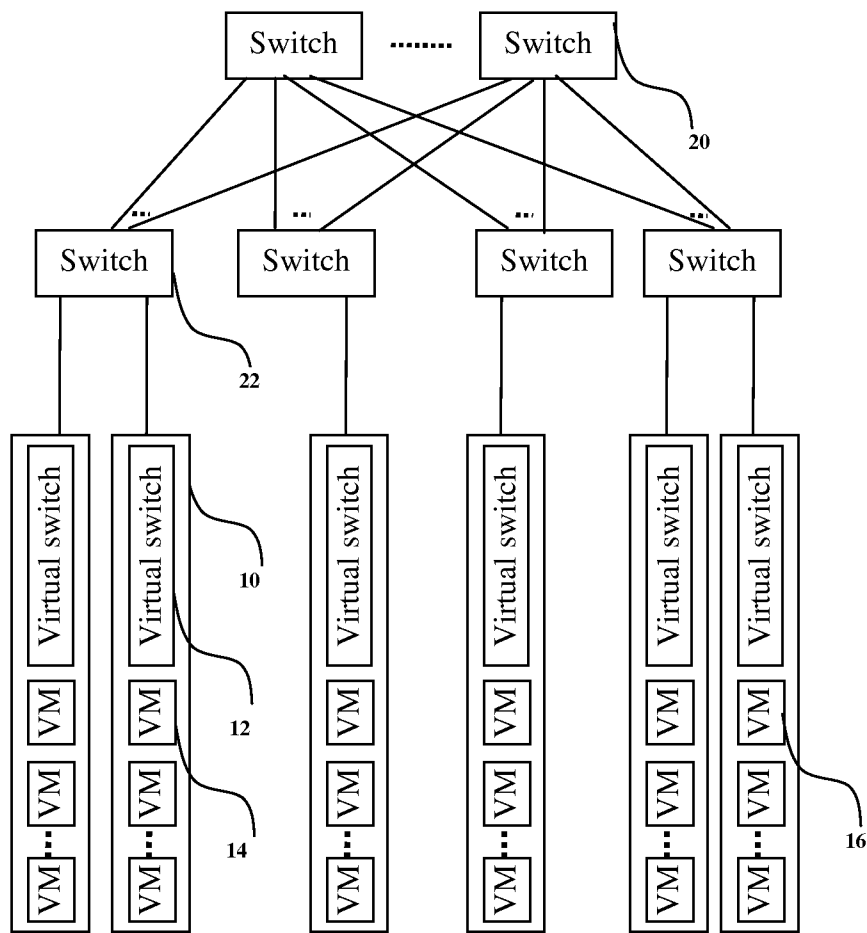 Switch Switch
20
Switch Switch Switch Switch
22
Virtual switch Virtual switch Virtual switch Virtual switch Virtual switch Virtual switch
10
12
VM VM VM VM VM VM
VM VM VM VM VM VM
14 16
VM VM VM VM VM VM